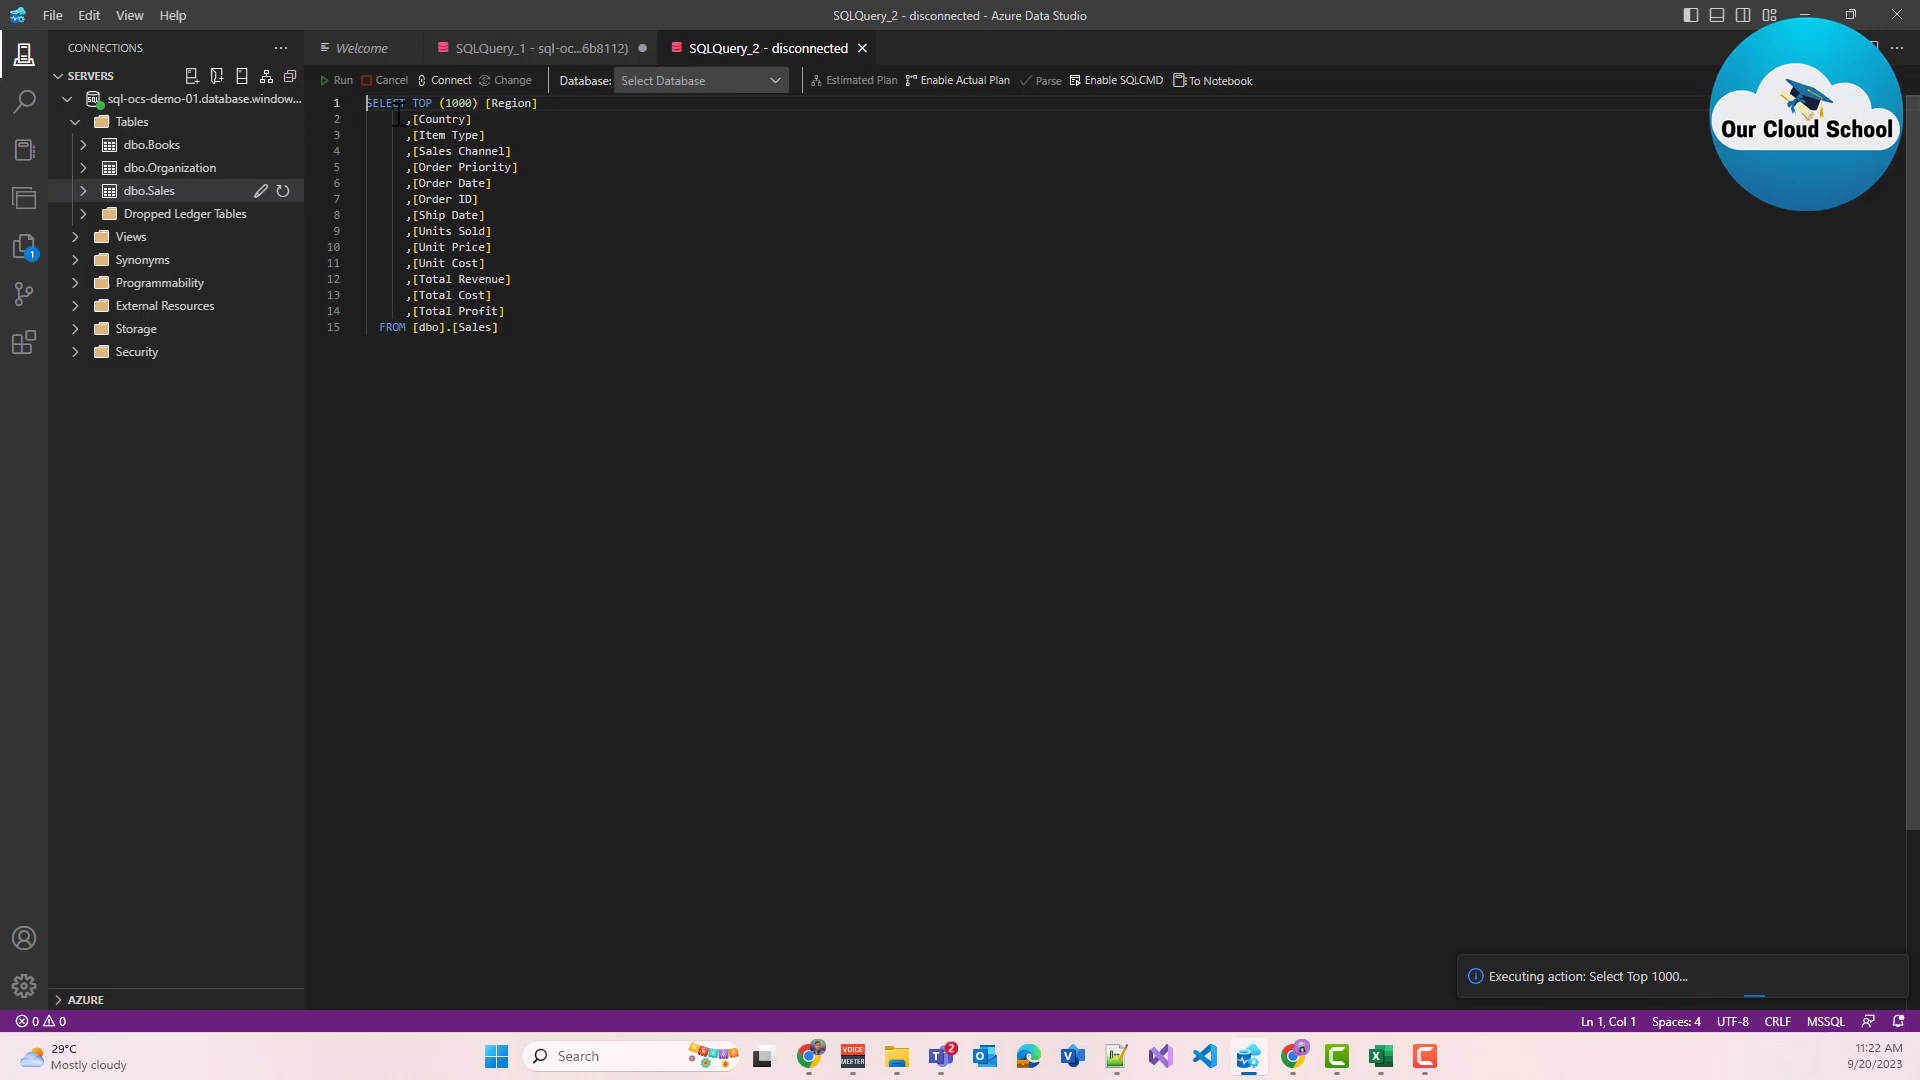 File Edit View Help
SQLQuery_2 - disconnected - Azure Data Studio
CONNECTIONS
Welcome
SQLQuery_1 - sql-oc...6b8112)
SQLQuery_2 - disconnected
SERVERS
Run Cancel Connect Change Database: Select Database Estimated Plan Enable Actual Plan Parse Enable SQLCMD To Notebook
sql-ocs-demo-01.database.window...
Tables
dbo.Books
dbo.Organization
dbo.Sales
Dropped Ledger Tables
Views
Synonyms
Programmability
External Resources
Storage
Security
1
1 SELECT TOP (1000) [Region]
2 ,[Country]
3 ,[Item Type]
4 ,[Sales Channel]
5 ,[Order Priority]
6 ,[Order Date]
7 ,[Order ID]
8 ,[Ship Date]
9 ,[Units Sold]
10 ,[Unit Price]
11 ,[Unit Cost]
12 ,[Total Revenue]
13 ,[Total Cost]
14 ,[Total Profit]
15 FROM [dbo].[Sales]
Our Cloud School
Executing action: Select Top 1000...
AZURE
0 0
Ln 1, Col 1 Spaces: 4 UTF-8 CRLF MSSQL
29°C
Mostly cloudy
Search
VOICE
MEETER
2
11:22 AM
9/20/2023